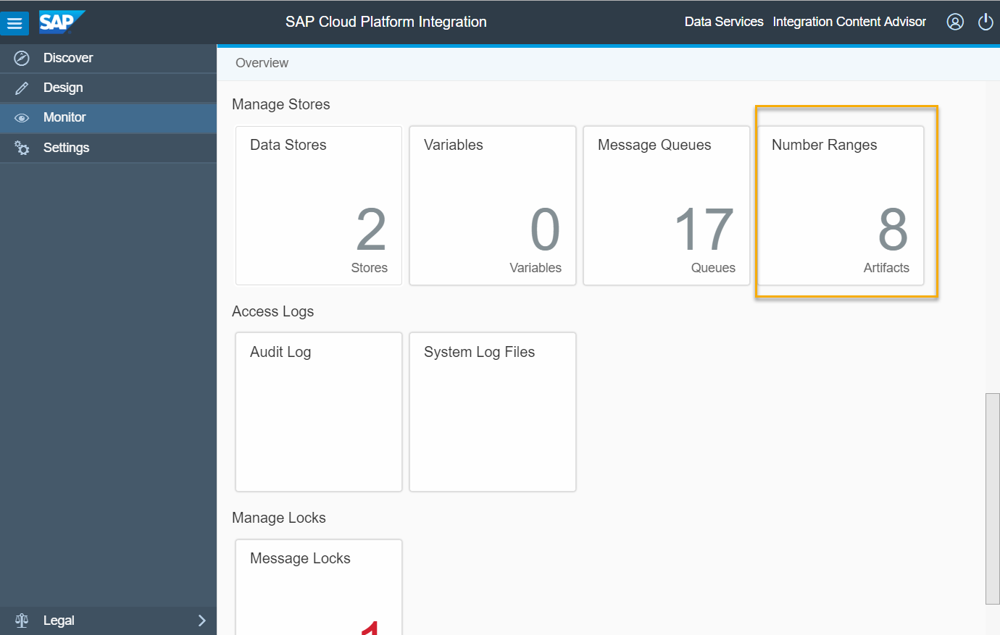 SAP
SAP Cloud Platform Integration
Data Services
Integration Content Advisor
Discover
Design
Monitor
Settings
Legal
Overview
Manage Stores
Data Stores
2
Stores
Variables
0
Variables
Message Queues
17
Queues
Number Ranges
8
Artifacts
Access Logs
Audit Log
System Log Files
Manage Locks
Message Locks
1